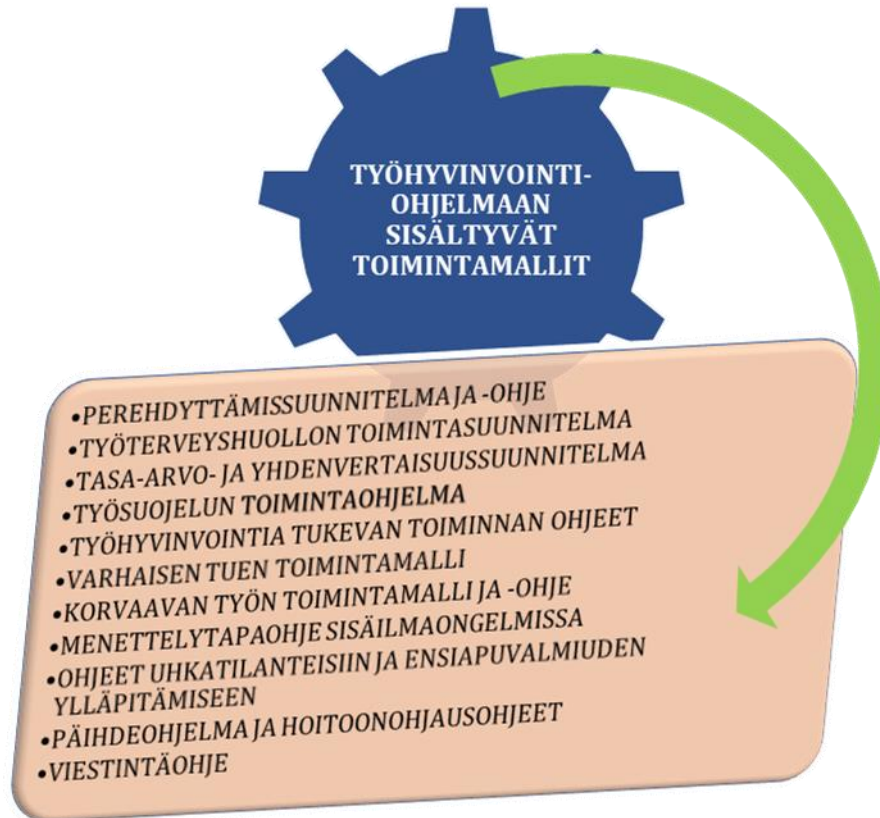 TYÖHYVINVOINTI-
OHJELMAAN
SISÄLTYVÄT
TOIMINTAMALLIT
•PEREHDYTTÄMISSUUNNITELMA JA -OHJE
•TYÖTERVEYSHUOLLON TOIMINTASUUNNITELMA
•TASA-ARVO- JA YHDENVERTAISUUSSUUNNITELMA
•TYÖSUOJELUN TOIMINTAOHJELMA
•TYÖHYVINVOINTIA TUKEVAN TOIMINNAN OHJEET
•VARHAISEN TUEN TOIMINTAMALLI
•KORVAAVAN TYÖN TOIMINTAMALLI JA -OHJE
•MENETTELYTAPAOHJE SISÄILMAONGELMISSA
•OHJEET UHKATILANTEISIIN JA ENSIAPUVALMIUDEN
YLLÄPITÄMISEEN
•PÄIHDEOHJELMA JA HOITOONOHJAUSOHJEET
•VIESTINTÄOHJE